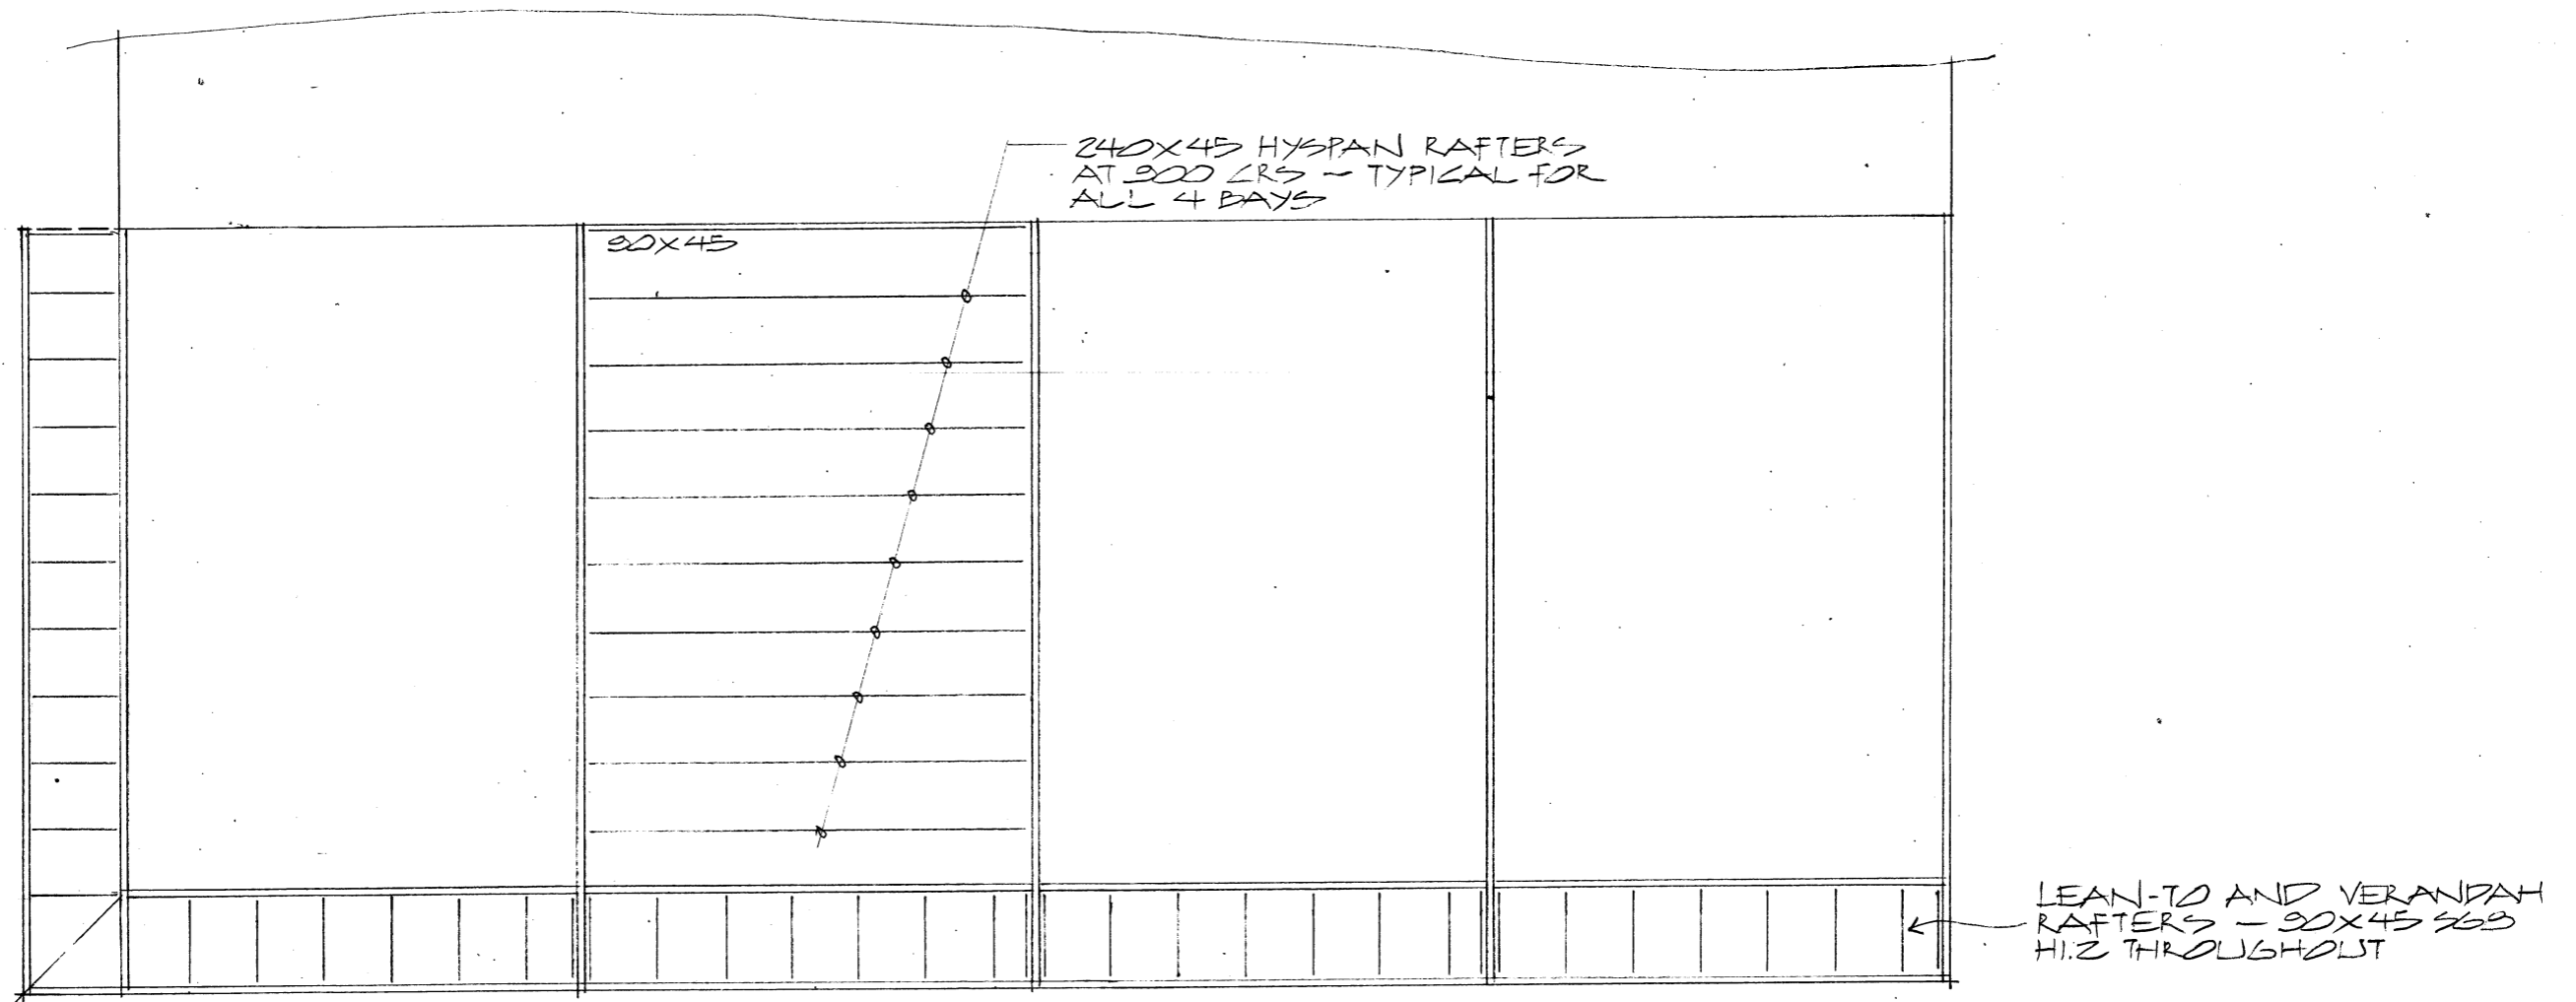 240X45 HYSPAN RAFTERS
AT 900 CRS - TYPICAL FOR
ALL 4 BAYS
90X45
LEAN-TO AND VERANDAH
RAFTERS - 90X45 SG8
H1.2 THROUGHOUT